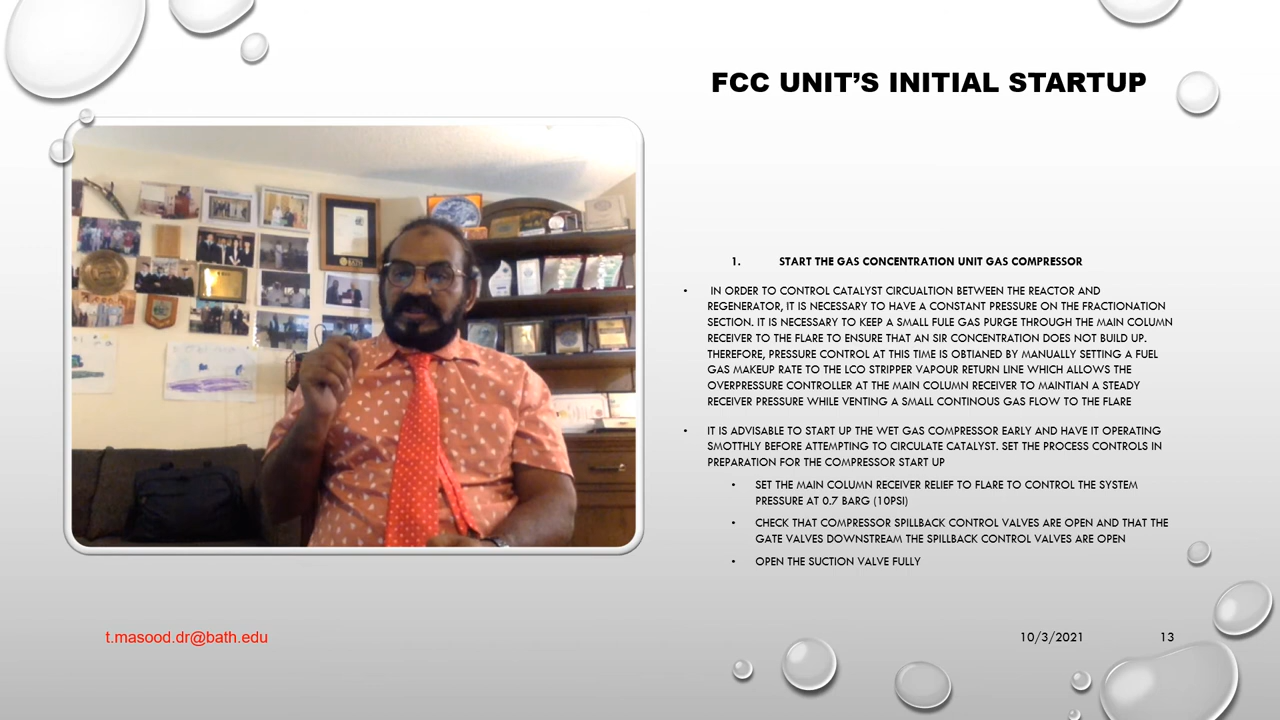 FCC UNIT’S INITIAL STARTUP
1. START THE GAS CONCENTRATION UNIT GAS COMPRESSOR
• IN ORDER TO CONTROL CATALYST CIRCUALTION BETWEEN THE REACTOR AND
REGENERATOR, IT IS NECESSARY TO HAVE A CONSTANT PRESSURE ON THE FRACTIONATION
SECTION. IT IS NECESSARY TO KEEP A SMALL FULE GAS PURGE THROUGH THE MAIN COLUMN
RECEIVER TO THE FLARE TO ENSURE THAT AN SIR CONCENTRATION DOES NOT BUILD UP.
THEREFORE, PRESSURE CONTROL AT THIS TIME IS OBTIANED BY MANUALLY SETTING A FUEL
GAS MAKEUP RATE TO THE LCO STRIPPER VAPOUR RETURN LINE WHICH ALLOWS THE
OVERPRESSURE CONTROLLER AT THE MAIN COLUMN RECEIVER TO MAINTIAN A STEADY
RECEIVER PRESSURE WHILE VENTING A SMALL CONTINOUS GAS FLOW TO THE FLARE
• IT IS ADVISABLE TO START UP THE WET GAS COMPRESSOR EARLY AND HAVE IT OPERATING
SMOTTHLY BEFORE ATTEMPTING TO CIRCULATE CATALYST. SET THE PROCESS CONTROLS IN
PREPARATION FOR THE COMPRESSOR START UP
• SET THE MAIN COLUMN RECEIVER RELIEF TO FLARE TO CONTROL THE SYSTEM
PRESSURE AT 0.7 BARG (10PSI)
• CHECK THAT COMPRESSOR SPILLBACK CONTROL VALVES ARE OPEN AND THAT THE
GATE VALVES DOWNSTREAM THE SPILLBACK CONTROL VALVES ARE OPEN
• OPEN THE SUCTION VALVE FULLY
t.masood.dr@bath.edu
10/3/2021
13